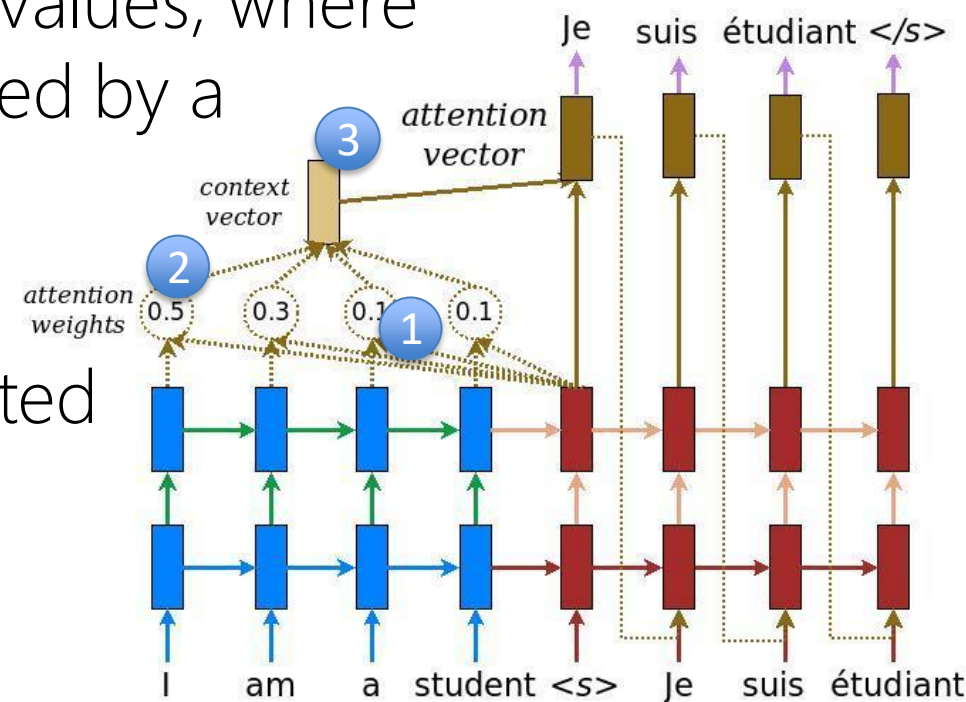 values, where
ed by a
Je suis étudiant </s>
3
attention
vector
context
vector
2
attention
weights
0.5 0.3 0.1 0.1
1
ted
I am a student <s> Je suis étudiant